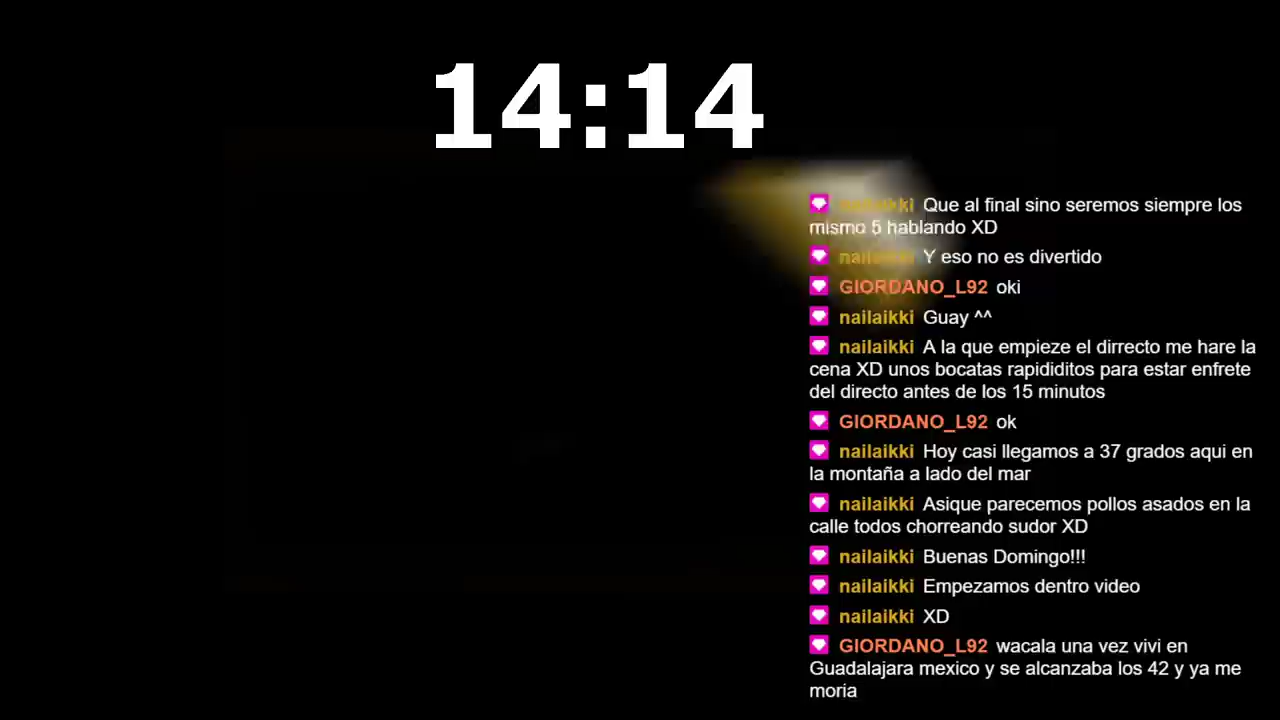 14:14
nailaikki Que al final sino seremos siempre los
mismo 5 hablando XD
nailaikki Y eso no es divertido
GIORDANO_L92 oki
nailaikki Guay ^^
nailaikki A la que empieze el dirrecto me hare la
cena XD unos bocatas rapididitos para estar enfrete
del directo antes de los 15 minutos
GIORDANO_L92 ok
nailaikki Hoy casi llegamos a 37 grados aqui en
la montaña a lado del mar
nailaikki Asique parecemos pollos asados en la
calle todos chorreando sudor XD
nailaikki Buenas Domingo!!!
nailaikki Empezamos dentro video
nailaikki XD
GIORDANO_L92 wacala una vez vivi en
Guadalajara mexico y se alcanzaba los 42 y ya me
moria